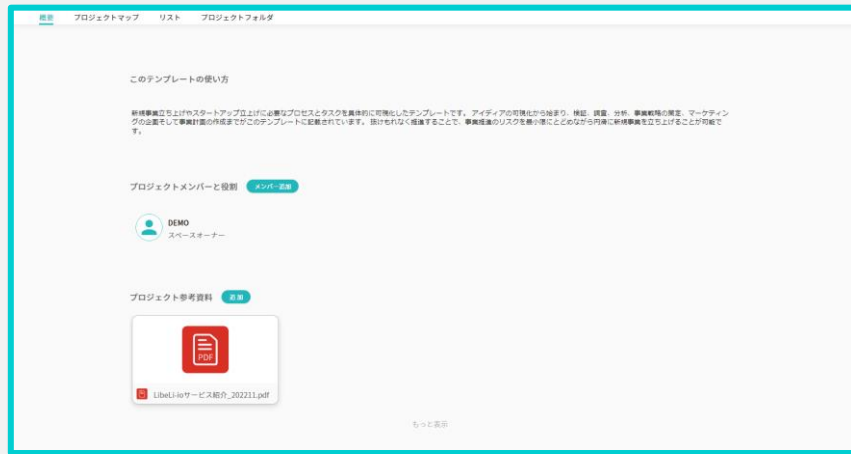 概要 プロジェクトマップ リスト プロジェクトフォルダ
このテンプレートの使い方
新規事業立ち上げやスタートアップ立上げに必要なプロセスとタスクを具体的に可視化したテンプレートです。 アイディアの可視化から始まり、検証、調査、分析、事業戦略の策定、マーケティン
グの企画そして事業計画の作成までがこのテンプレートに記載されています。 抜けもれなく推進することで、事業推進のリスクを最小限にとどめながら円滑に新規事業を立ち上げることが可能で
す。
プロジェクトメンバーと役割 メンバー追加
DEMO
スペースオーナー
プロジェクト参考資料 追加
PDF
LibeLi-ioサービス紹介_202211.pdf
もっと表示